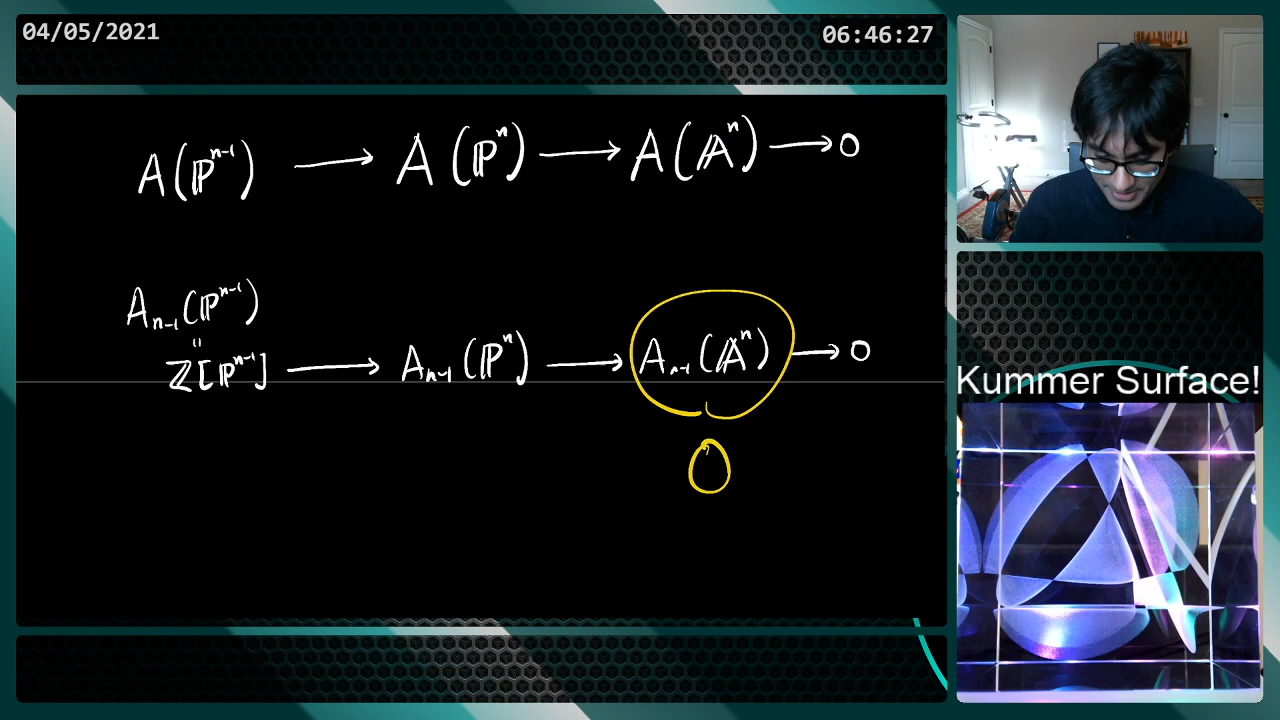 04/05/2021
06:46:27
A(ℙⁿ⁻¹) ⟶ A(ℙⁿ) ⟶ A(𝔸ⁿ) ⟶ 0
Aₙ₋₁(ℙⁿ⁻¹)
"
ℤ[ℙⁿ⁻¹] ⟶ Aₙ₋₁(ℙⁿ) ⟶ Aₙ₋₁(𝔸ⁿ) ⟶ 0
0
Kummer Surface!